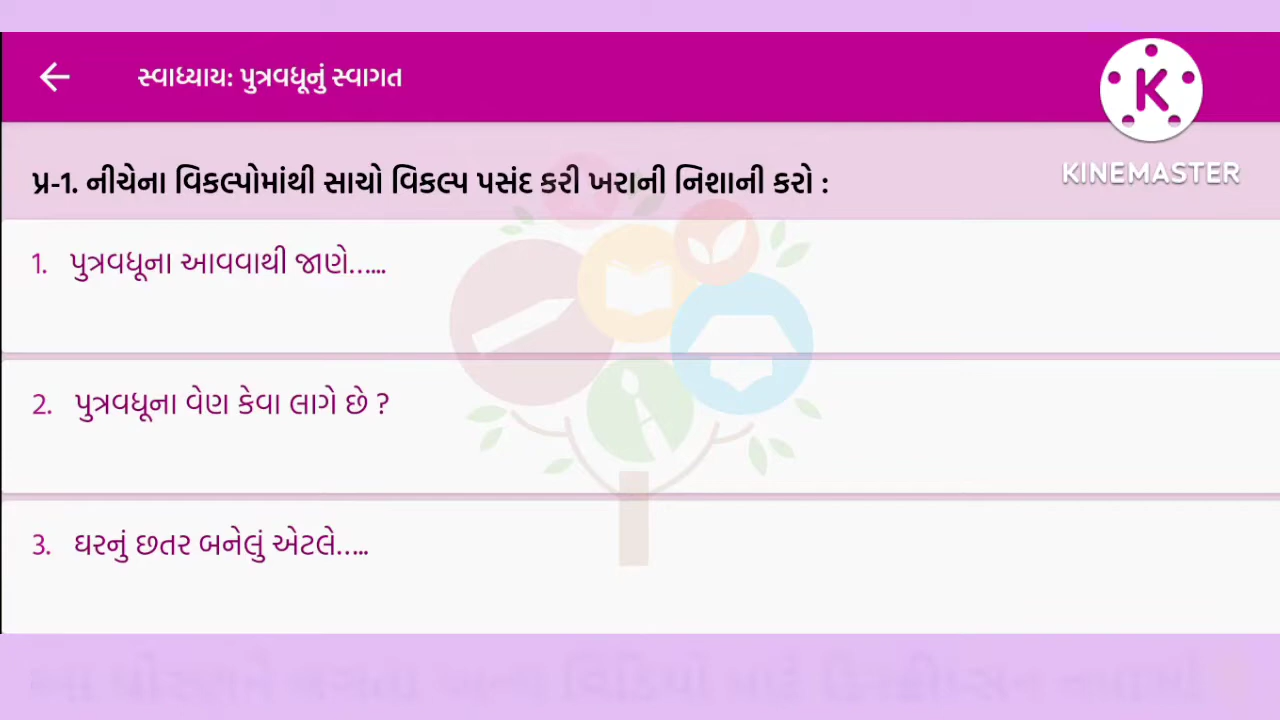 સ્વાધ્યાય: પુત્રવધૂનું સ્વાગત
KINEMASTER
પ્ર-1. નીચેના વિકલ્પોમાંથી સાચો વિકલ્પ પસંદ કરી ખરાની નિશાની કરો :
1. પુત્રવધૂના આવવાથી જાણે......
2. પુત્રવધૂના વેણ કેવા લાગે છે ?
3. ઘરનું છતર બનેલું એટલે.....